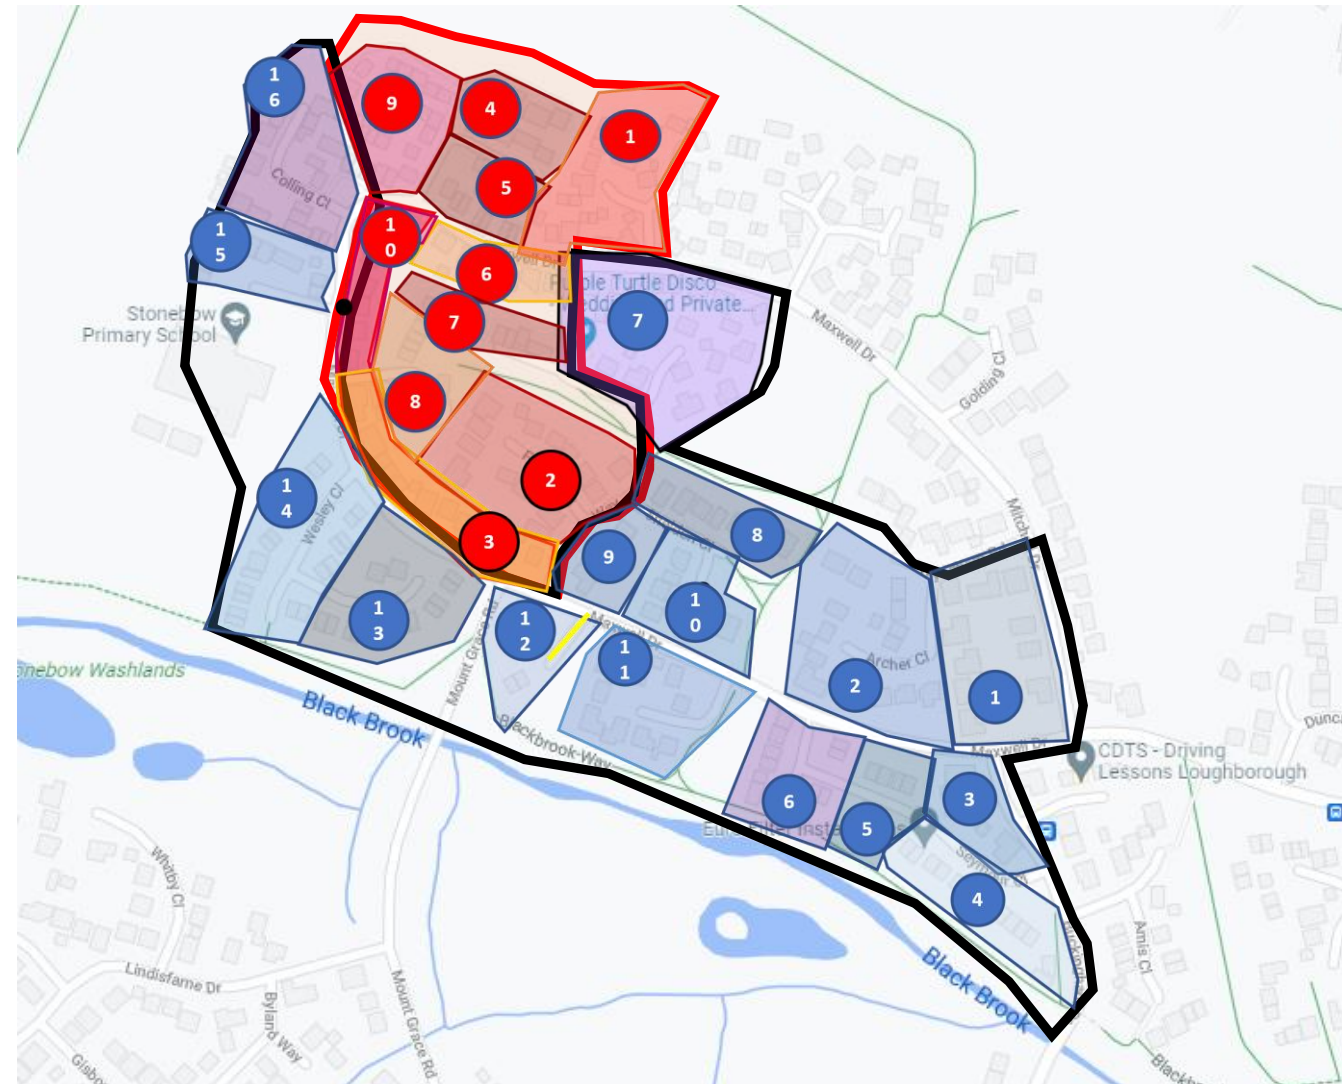 1
6
9
4
1
5
Colling Cl
1
5
1
0
6
Purple Turtle Disco
7
Stonebow
Primary School
7
Maxwell Dr
Golding Cl
8
2
1
4
Wesley Cl
3
8
9
1
3
1
2
Maxwell Dr
1
0
1
1
Archer Cl
2
1
Mount Grace Rd
Black Brook
Blackbrook Way
Maxwell Dr
CDTS - Driving
Lessons Loughborough
6
5
3
4
Whitby Cl
Lindisfarne Dr
Byland Way
Mount Grace Rd
Amis Cl
Black Brook